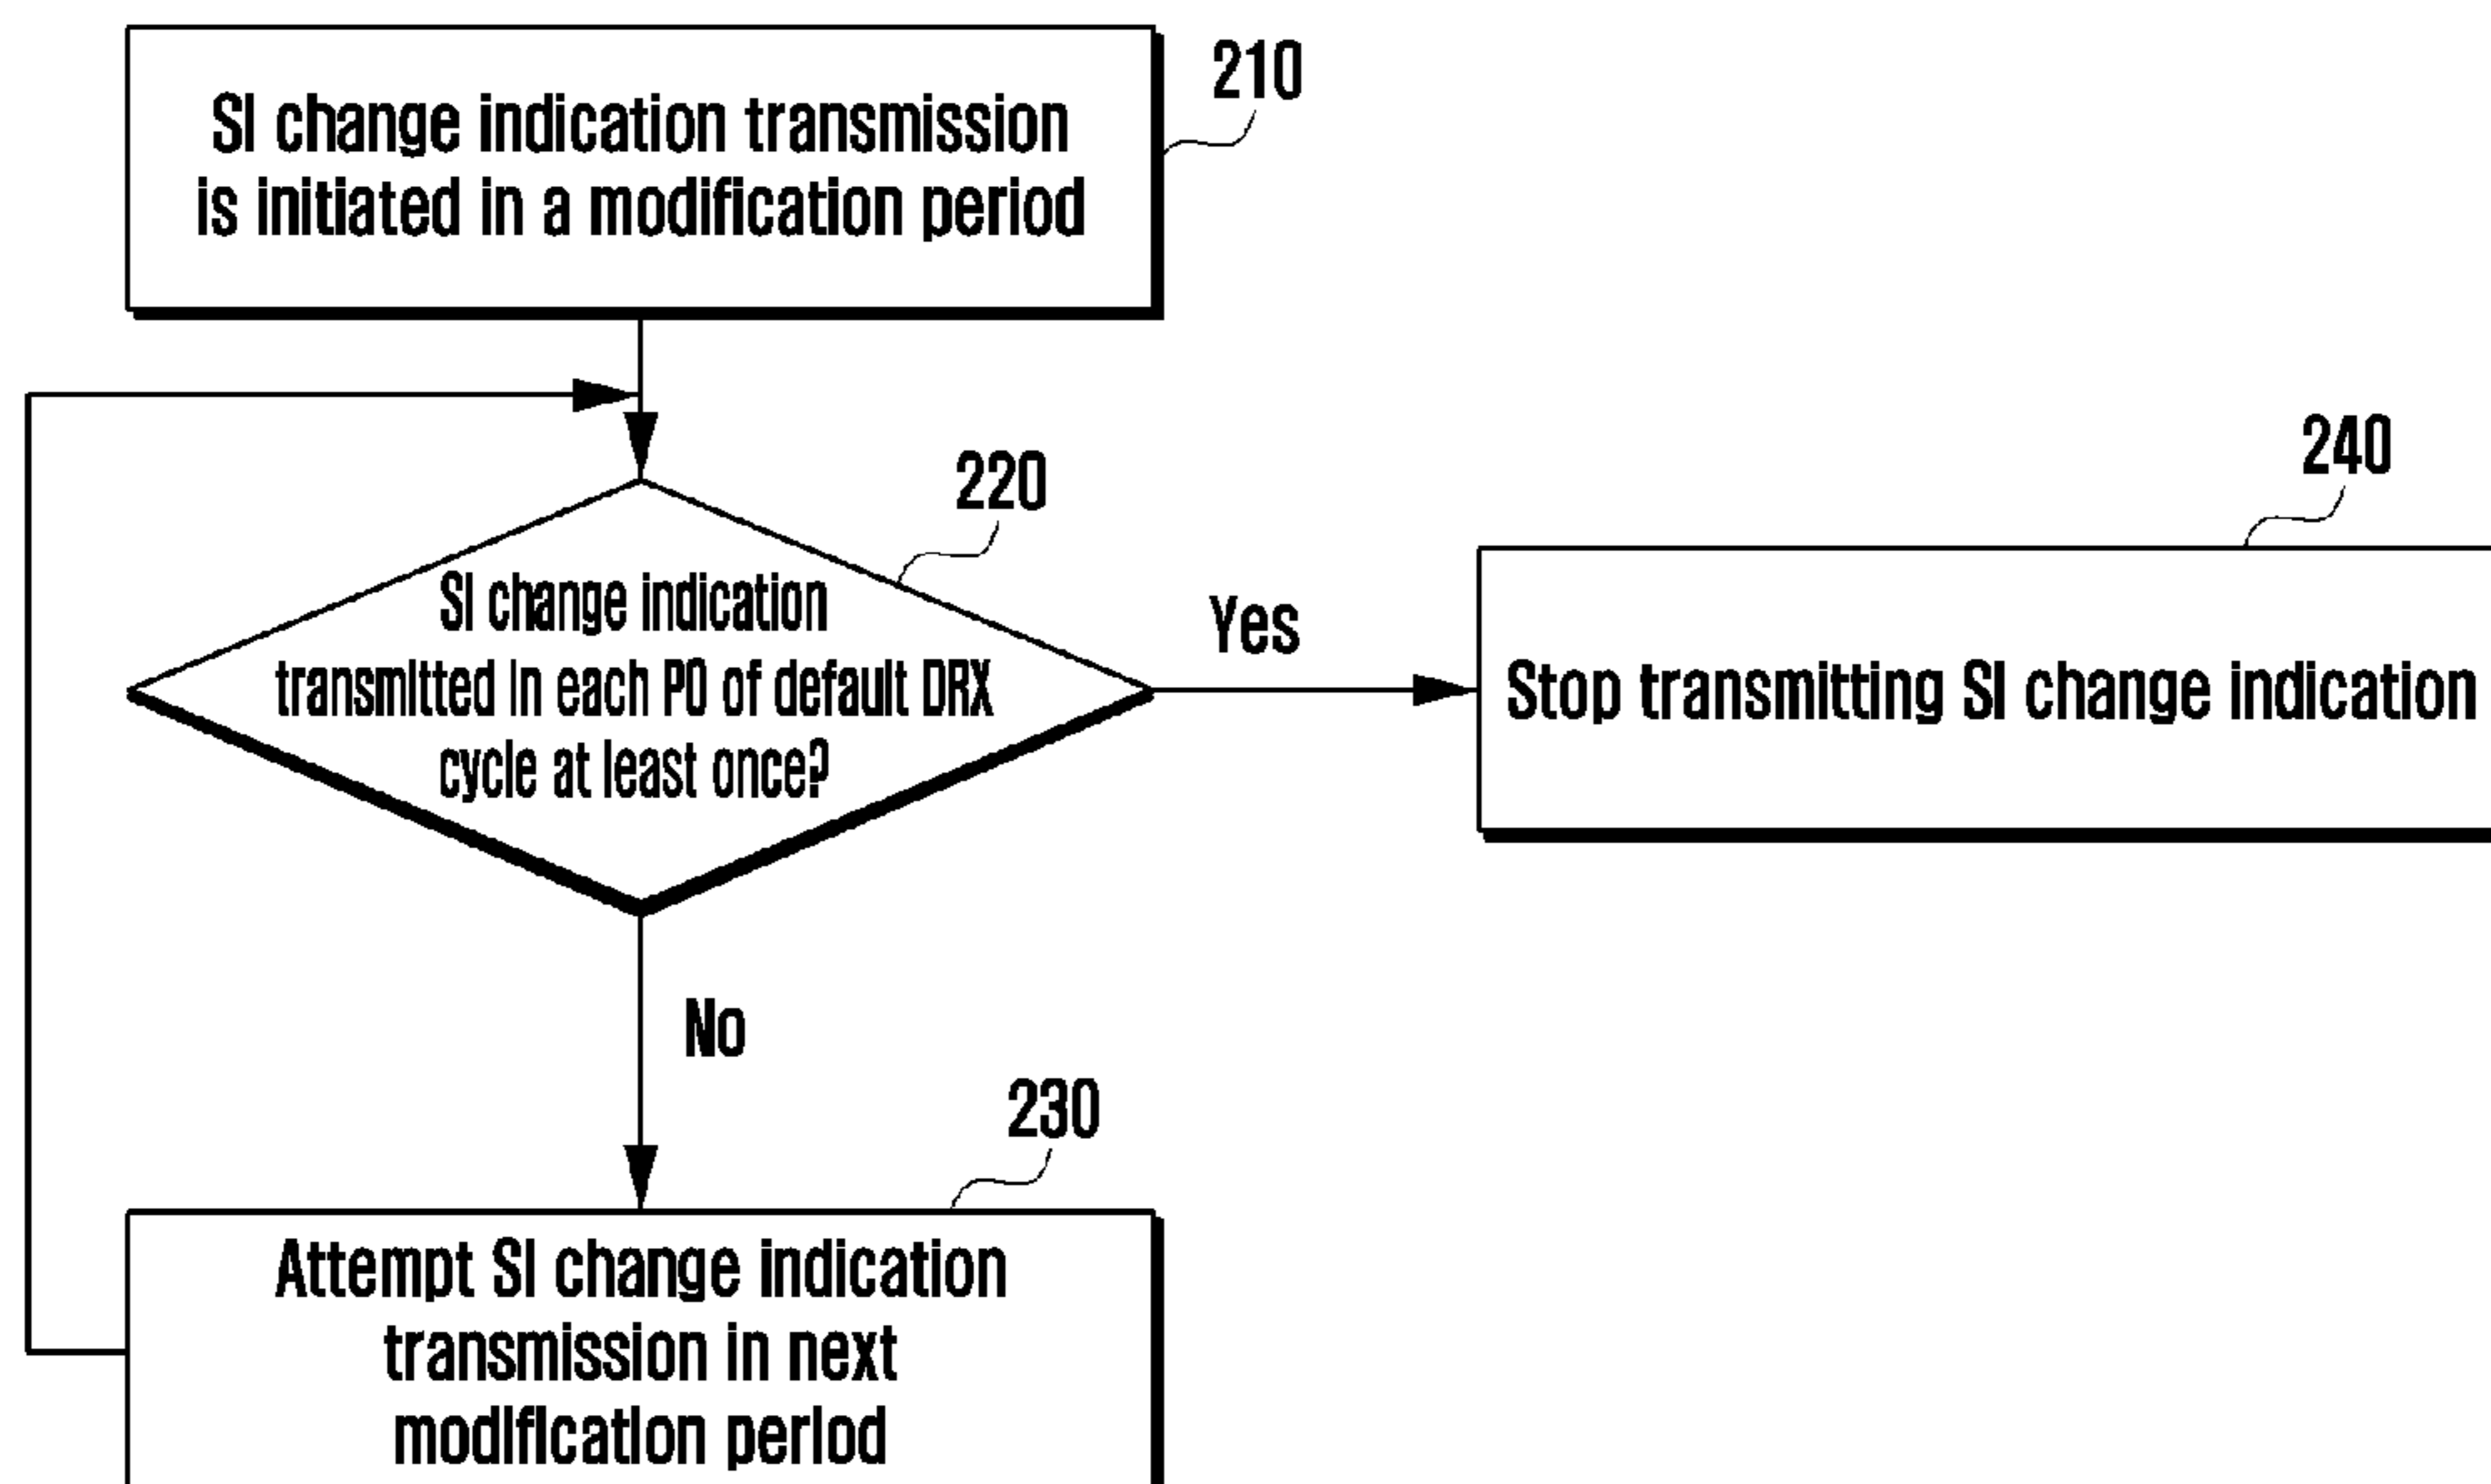 SI change indication transmission
is initiated in a modification period
210
220
SI change indication
transmitted in each PO of default DRX
cycle at least once?
Yes
240
Stop transmitting SI change indication
No
230
Attempt SI change indication
transmission in next
modification period